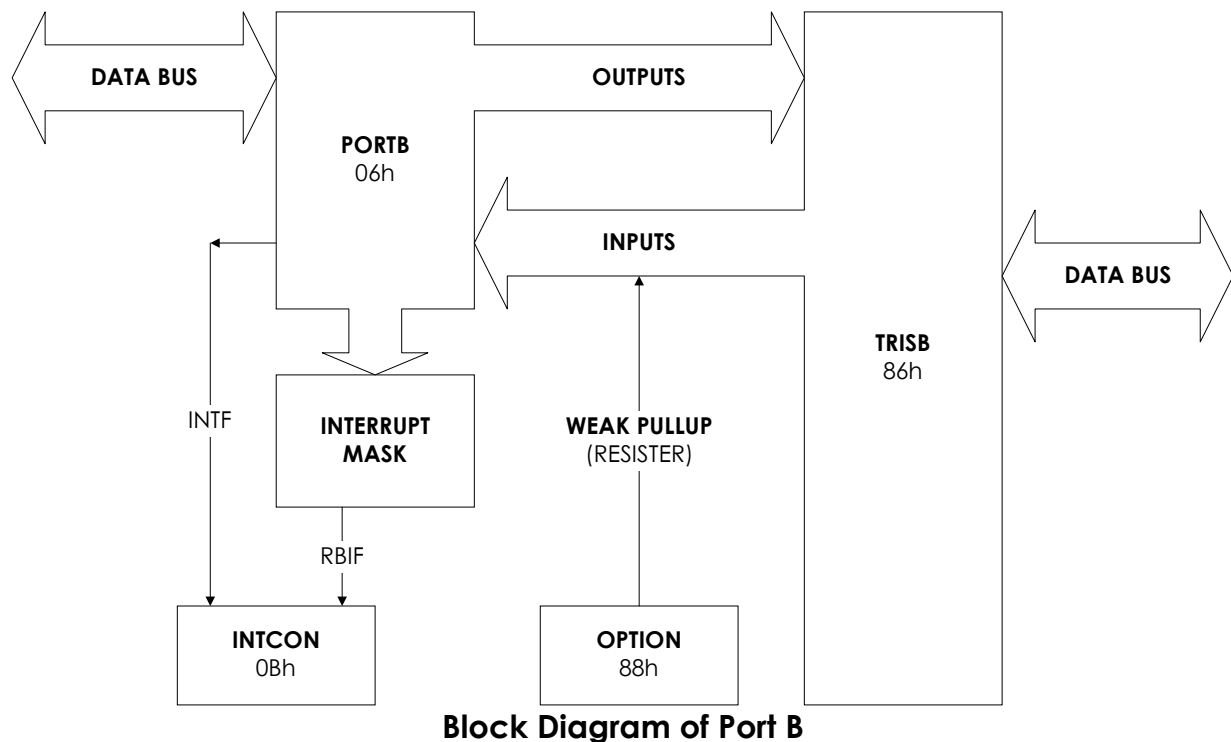 DATA BUS
OUTPUTS
PORTB
06h
INPUTS
DATA BUS
TRISB
86h
INTF
INTERRUPT
MASK
WEAK PULLUP
(RESISTER)
RBIF
INTCON
0Bh
OPTION
88h
Block Diagram of Port B